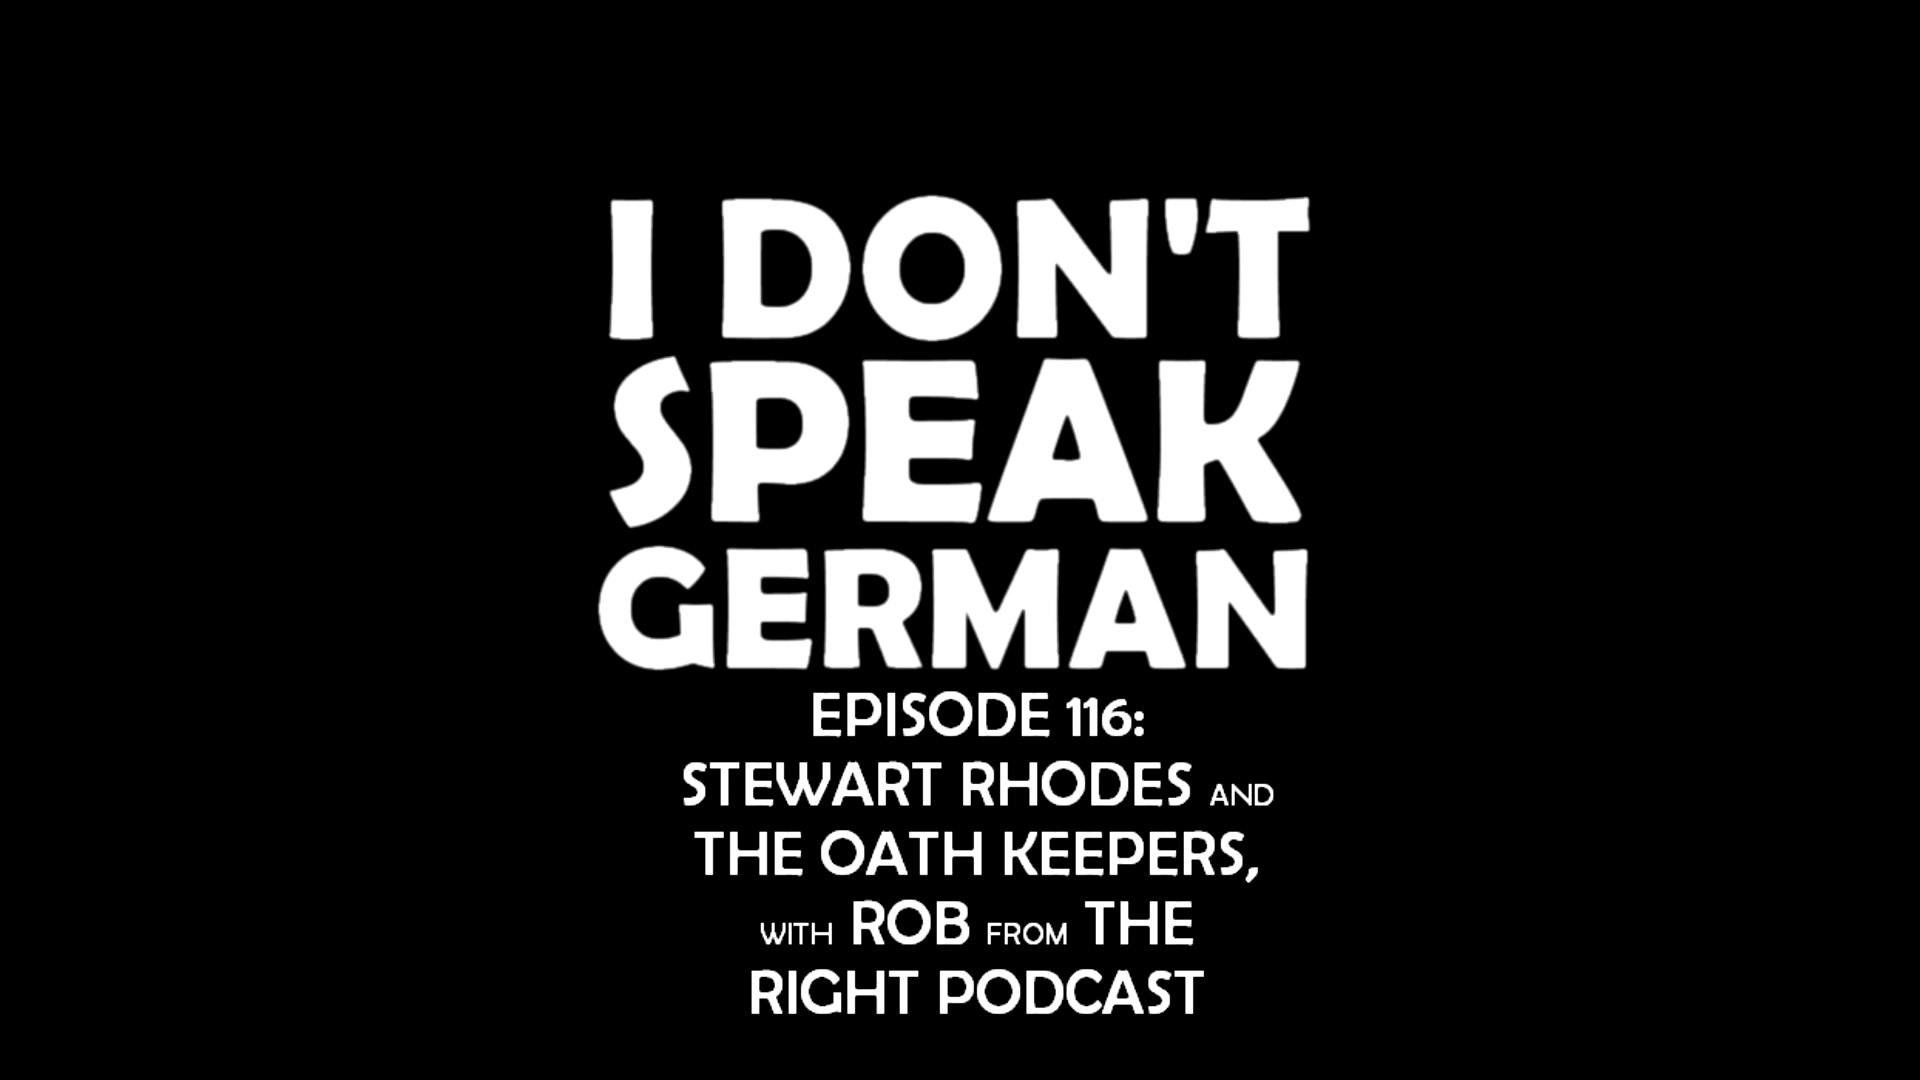 I DON'T
SPEAK
GERMAN
EPISODE 116:
STEWART RHODES AND
THE OATH KEEPERS,
WITH ROB FROM THE
RIGHT PODCAST